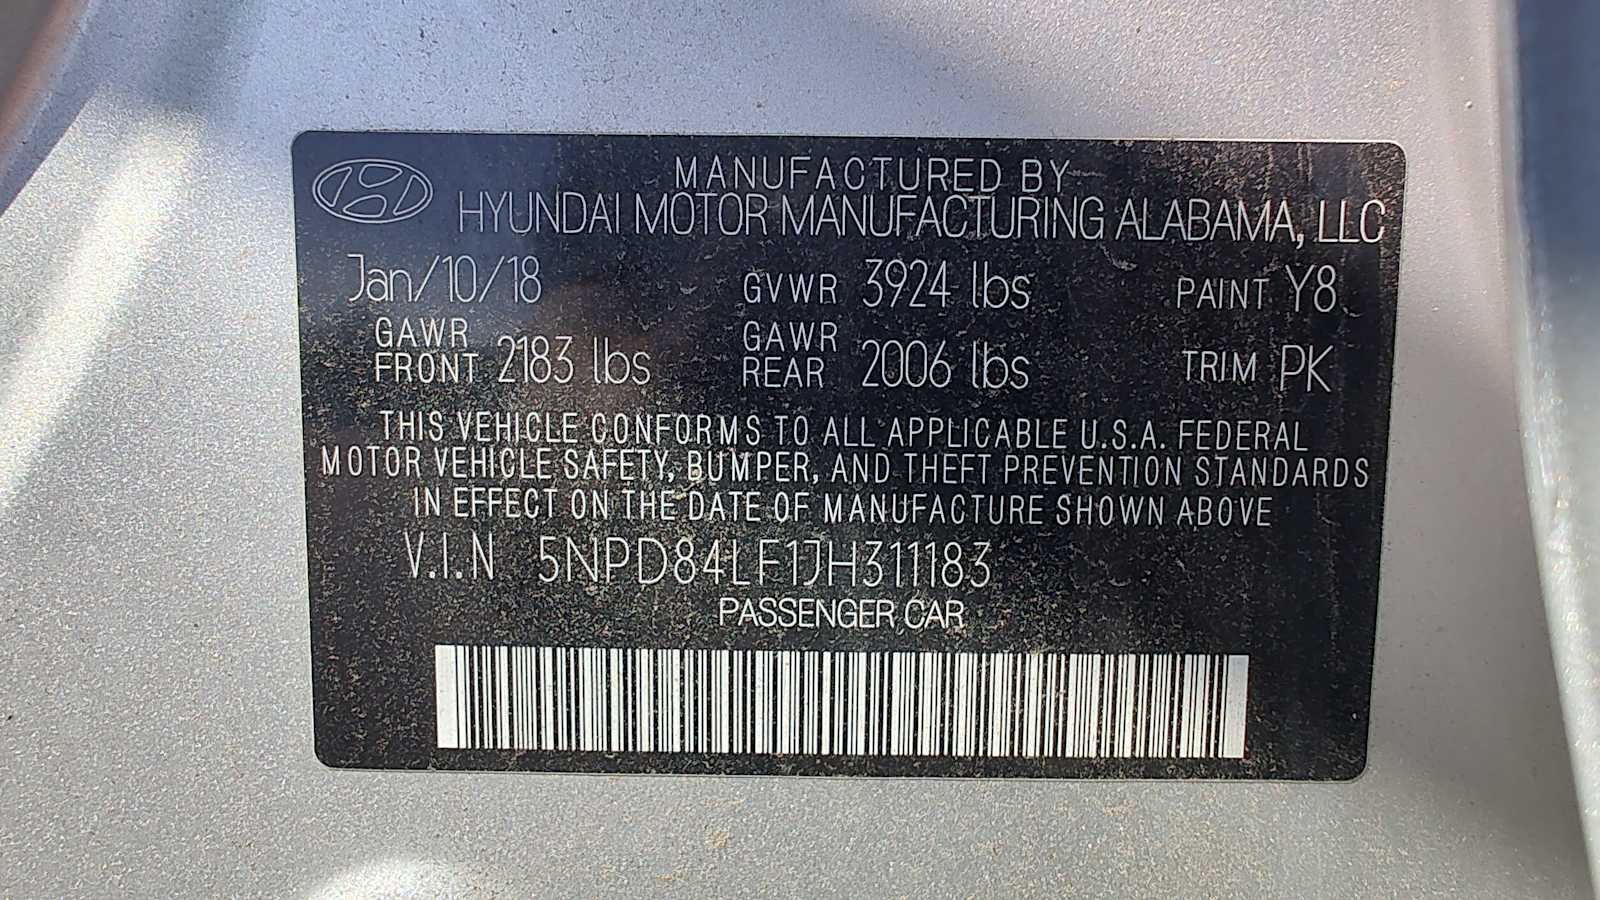 MANUFACTURED BY
HYUNDAI MOTOR MANUFACTURING ALABAMA, LLC
Jan/10/18 GVWR 3924 lbs PAINT Y8
GAWR FRONT 2183 lbs GAWR REAR 2006 lbs TRIM PK
THIS VEHICLE CONFORMS TO ALL APPLICABLE U.S.A. FEDERAL
MOTOR VEHICLE SAFETY, BUMPER, AND THEFT PREVENTION STANDARDS
IN EFFECT ON THE DATE OF MANUFACTURE SHOWN ABOVE
V.I.N 5NPD84LF1JH311183
PASSENGER CAR